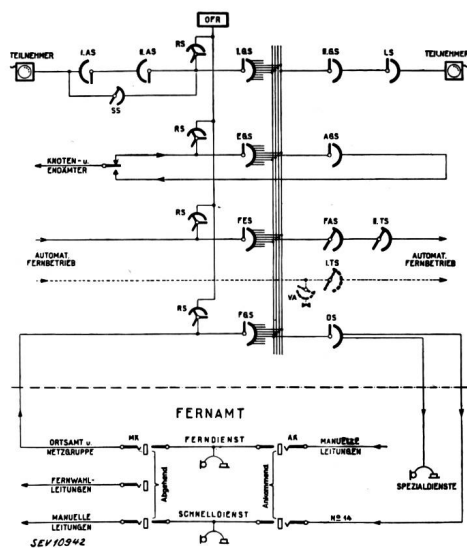 OFR
TEILNEHMER
I.AS
II.AS
RS
I.GS
II.GS
LS
TEILNEHMER
SS
RS
EGS
AGS
KNOTEN- u.
ENDÄMTER
RS
FES
FAS
II.TS
AUTOMAT.
FERNBETRIEB
I.TS
AUTOMAT.
FERNBETRIEB
VA
RS
FGS
DS
FERNAMT
ORTSAMT u.
NETZGRUPPE
MK
FERNDIENST
AK
MANUELLE
LEITUNGEN
SPEZIALDIENSTE
FERNWAHL-
LEITUNGEN
Abgehend
Ankommend
MANUELLE
LEITUNGEN
SCHNELLDIENST
No 14
SEV10942